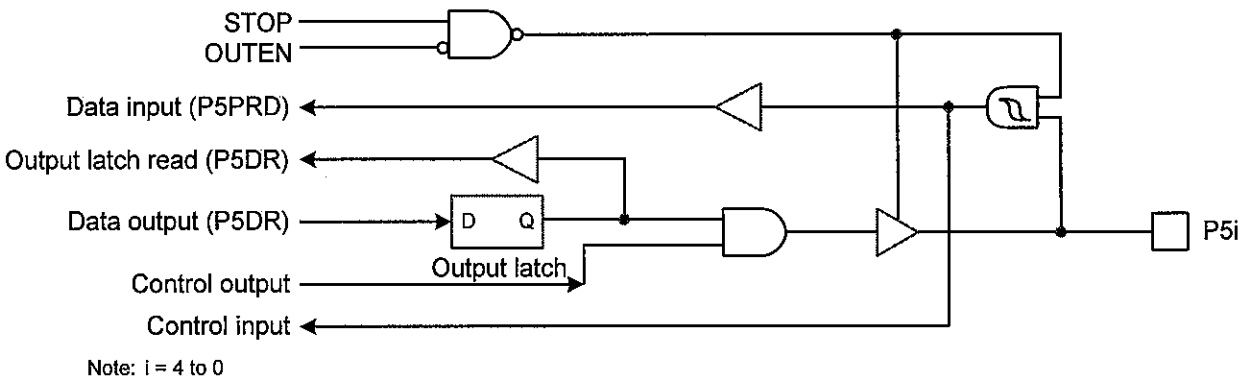 STOP
OUTEN
Data input (P5PRD)
Output latch read (P5DR)
Data output (P5DR)
D Q
P5i
Output latch
Control output
Control input
Note: i = 4 to 0